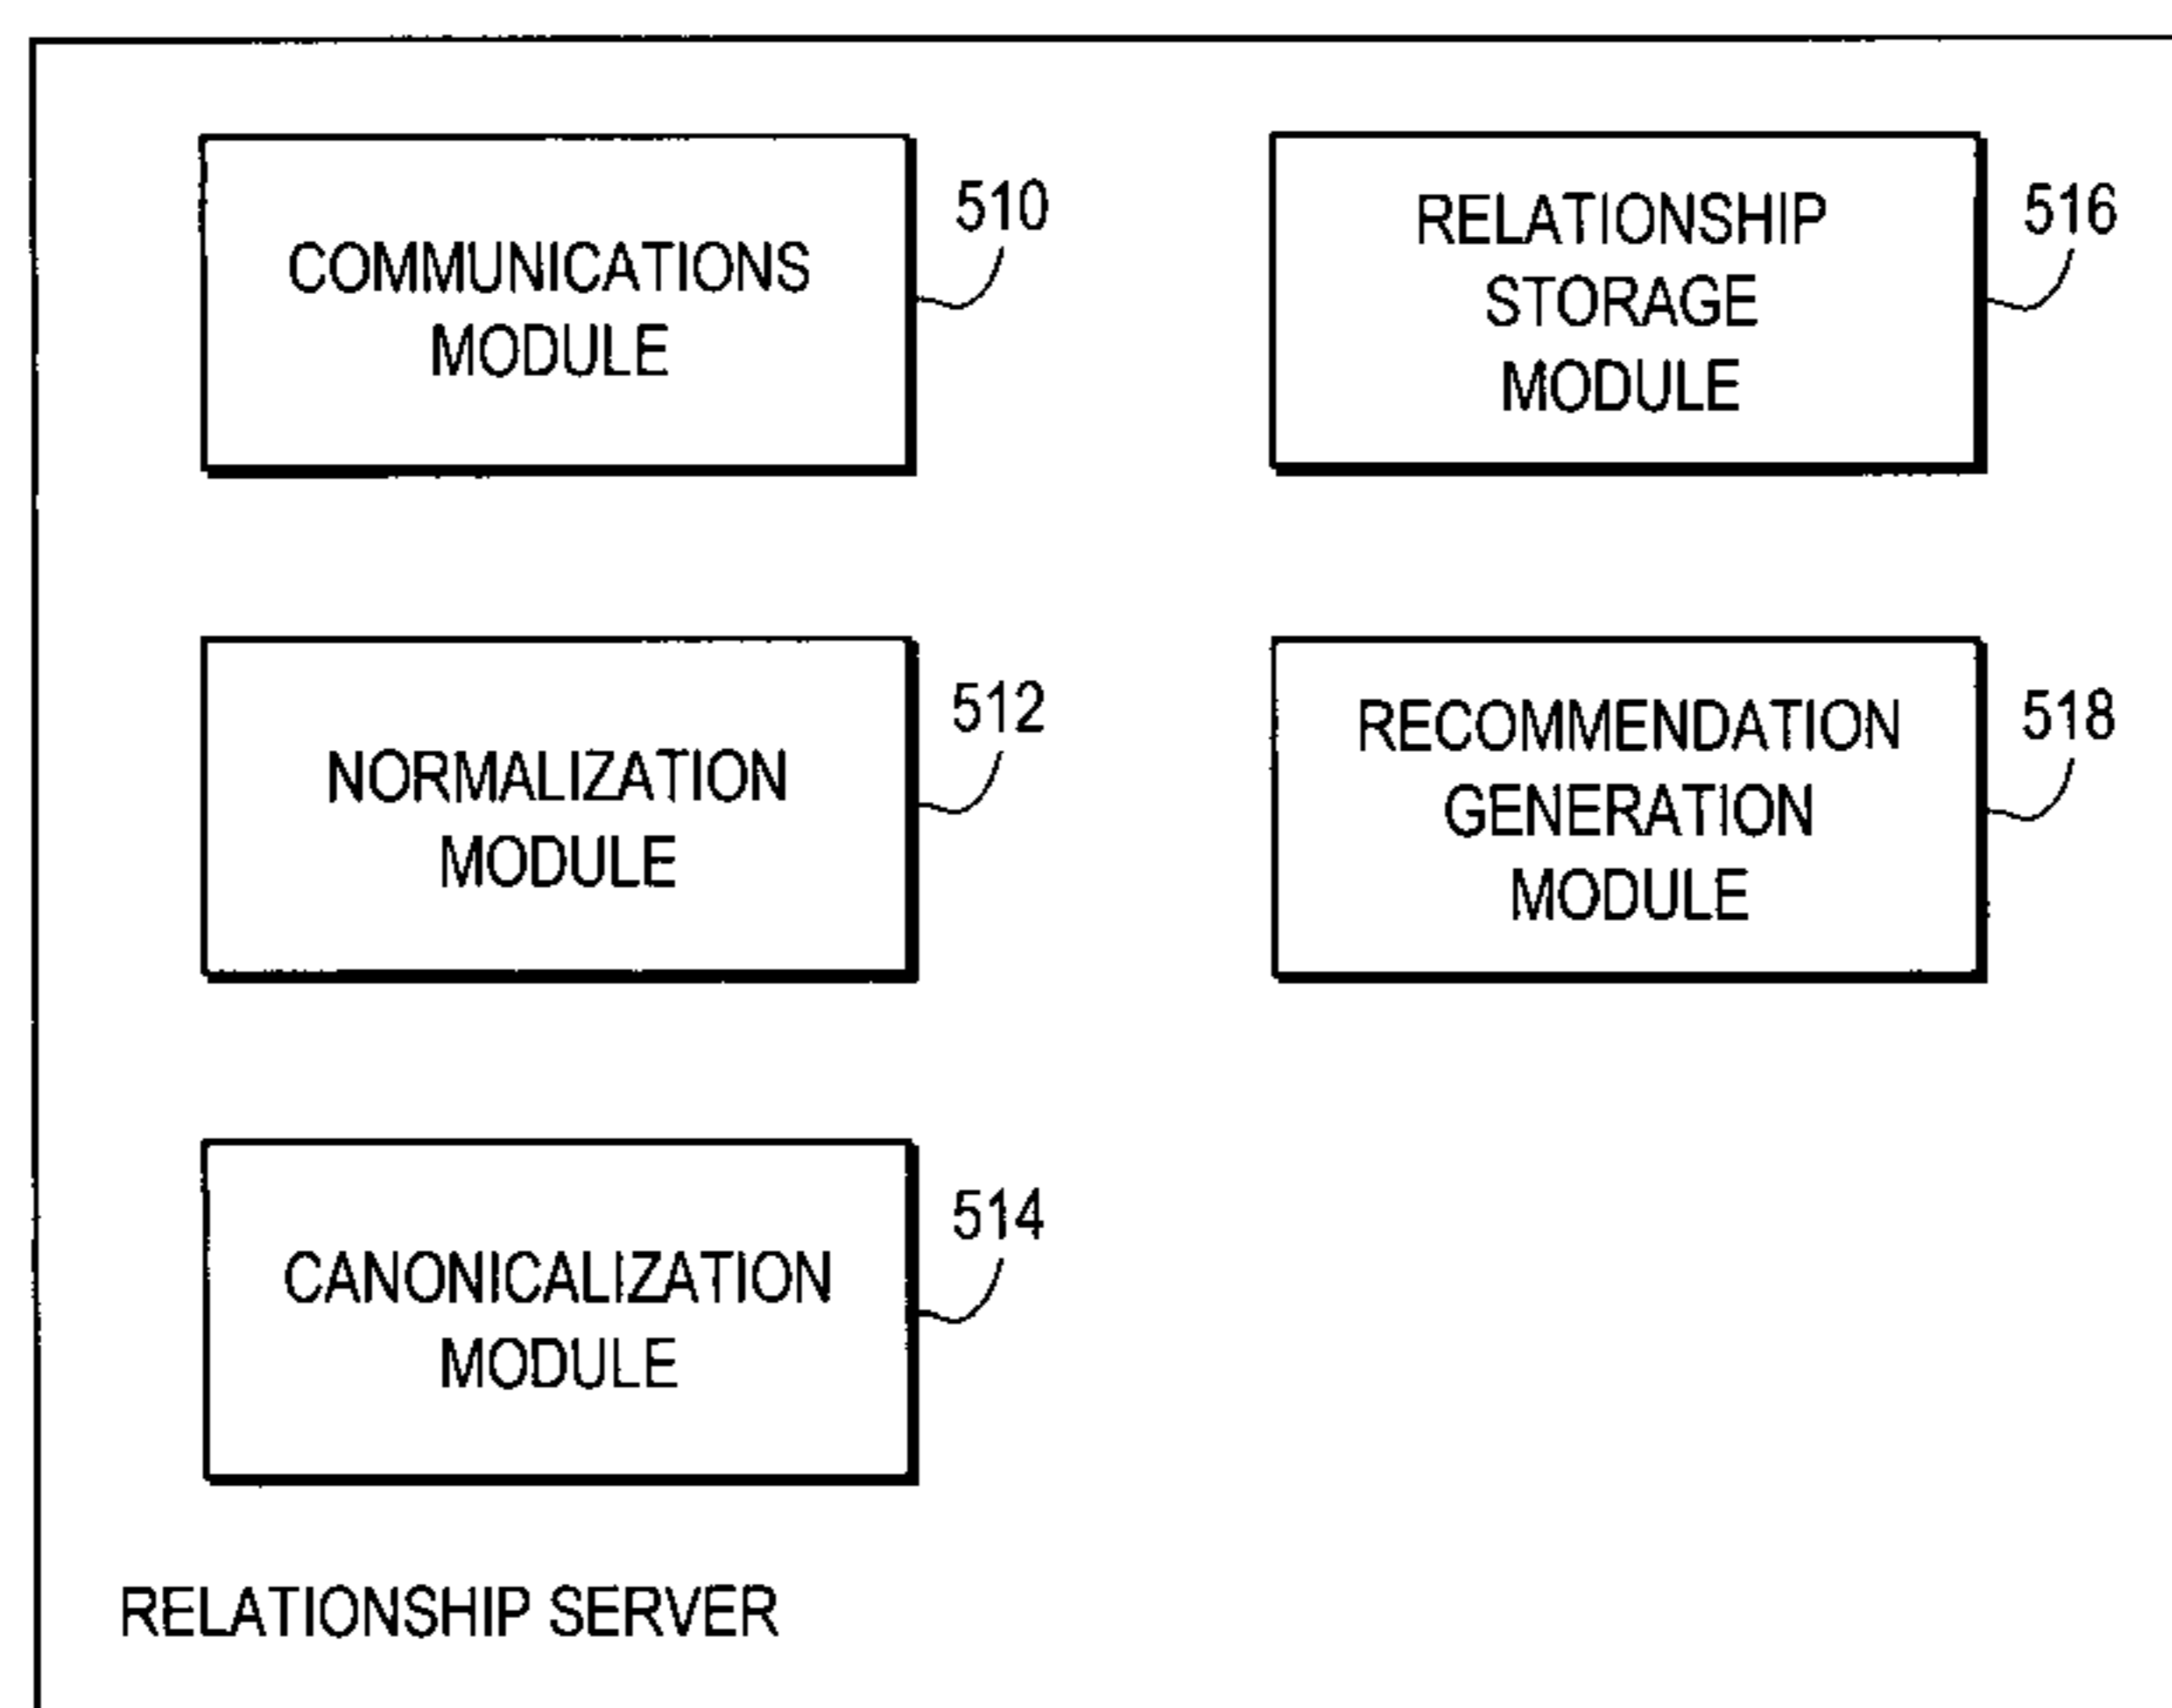 COMMUNICATIONS
MODULE
510
RELATIONSHIP
STORAGE
MODULE
516
NORMALIZATION
MODULE
512
RECOMMENDATION
GENERATION
MODULE
518
CANONICALIZATION
MODULE
514
RELATIONSHIP SERVER